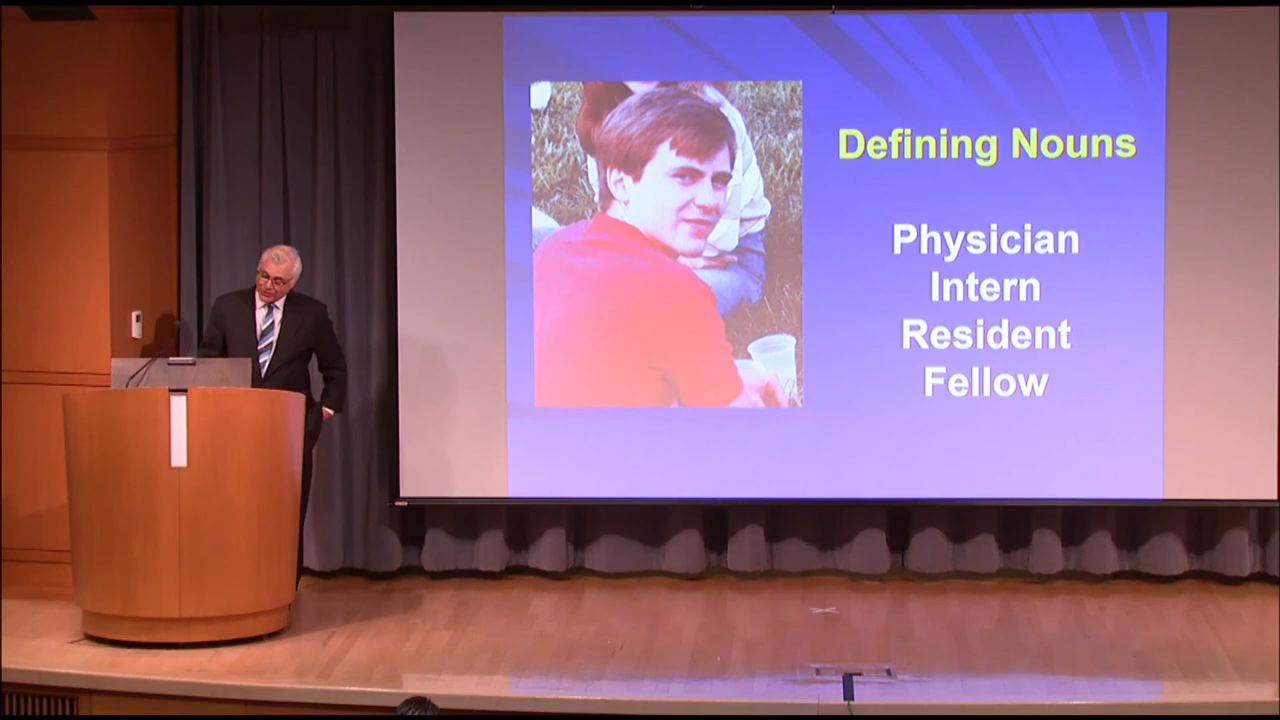 Defining Nouns
Physician
Intern
Resident
Fellow